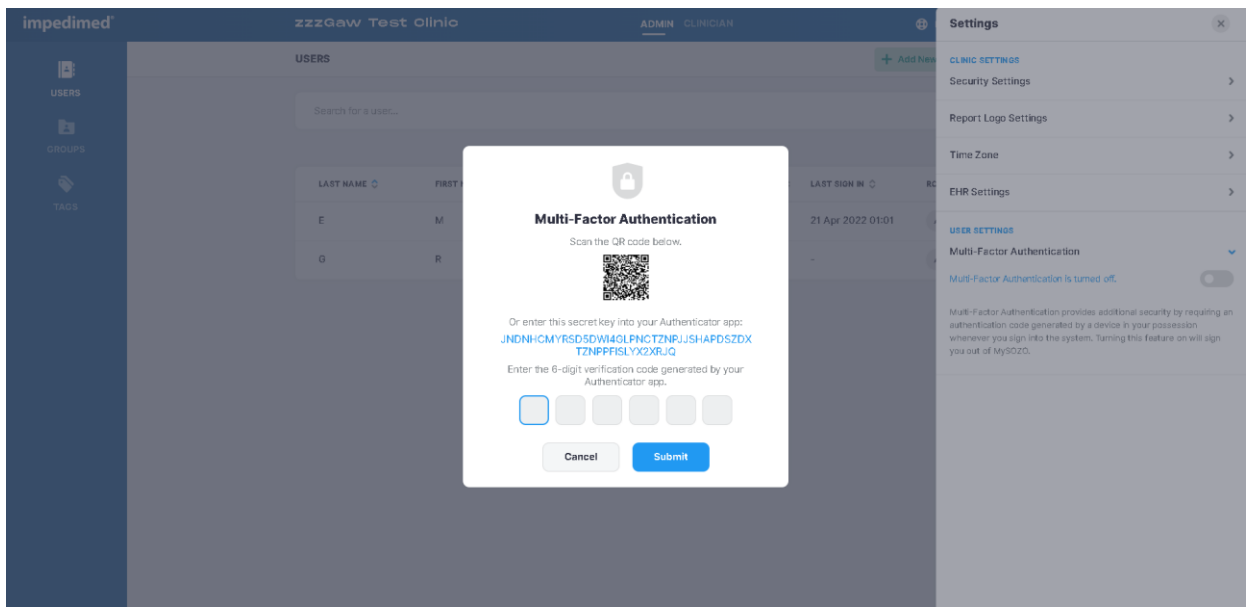 impedimed®
zzzGaw Test Clinic
ADMIN CLINICIAN
USERS
GROUPS
TAGS
USERS
+ Add New
Search for a user...
LAST NAME FIRST LAST SIGN IN
E M 21 Apr 2022 01:01
G R -
Multi-Factor Authentication
Scan the QR code below.
Or enter this secret key into your Authenticator app:
JNDNHCMYRSD5DWI4GLPNCTZNPJJSHAPDSZDX
TZNPPFISLYX2XRJQ
Enter the 6-digit verification code generated by your
Authenticator app.
Cancel Submit
Settings
CLINIC SETTINGS
Security Settings
Report Logo Settings
Time Zone
EHR Settings
USER SETTINGS
Multi-Factor Authentication
Multi-Factor Authentication is turned off.
Multi-Factor Authentication provides additional security by requiring an
authentication code generated by a device in your possession
whenever you sign into the system. Turning this feature on will sign
you out of MySOZO.